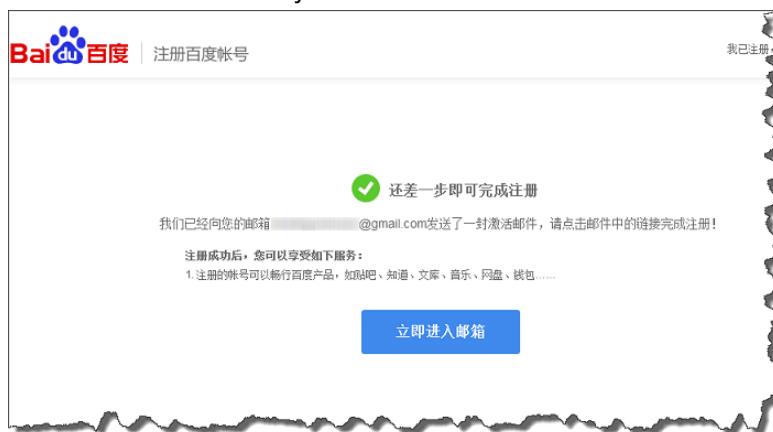 Bai du 百度 注册百度帐号
我已注册，
还差一步即可完成注册
我们已经向您的邮箱 @gmail.com发送了一封激活邮件，请点击邮件中的链接完成注册！
注册成功后，您可以享受如下服务：
1. 注册的帐号可以畅行百度产品，如贴吧、知道、文库、音乐、网盘、钱包……
立即进入邮箱